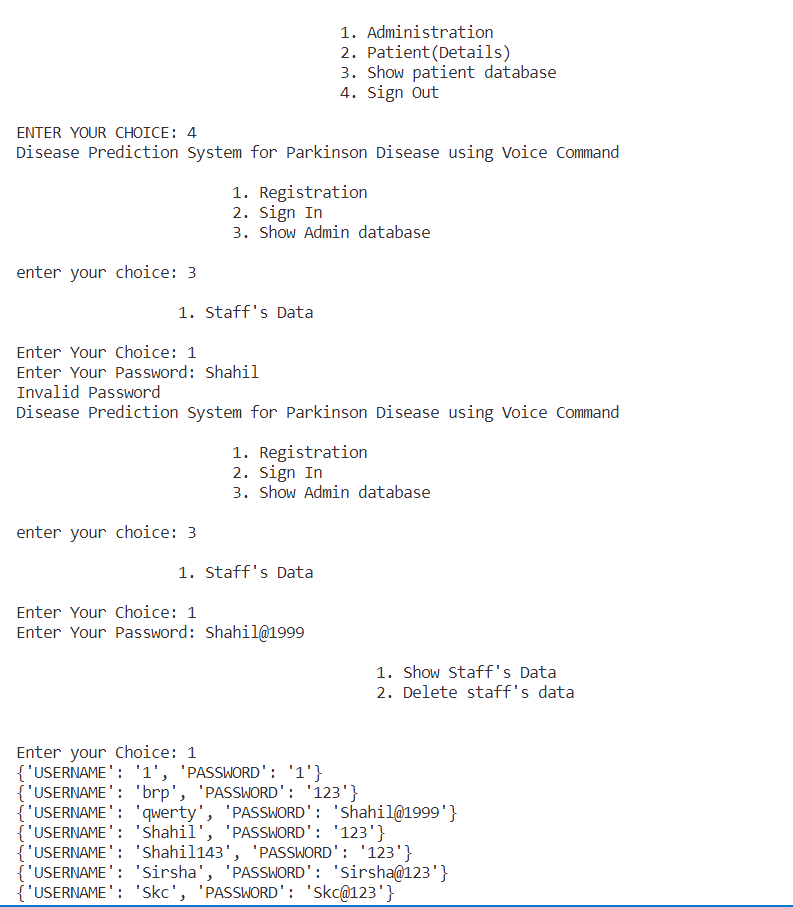 1. Administration
2. Patient(Details)
3. Show patient database
4. Sign Out
ENTER YOUR CHOICE: 4
Disease Prediction System for Parkinson Disease using Voice Command
1. Registration
2. Sign In
3. Show Admin database
enter your choice: 3
1. Staff's Data
Enter Your Choice: 1
Enter Your Password: Shahil
Invalid Password
Disease Prediction System for Parkinson Disease using Voice Command
1. Registration
2. Sign In
3. Show Admin database
enter your choice: 3
1. Staff's Data
Enter Your Choice: 1
Enter Your Password: Shahil@1999
1. Show Staff's Data
2. Delete staff's data
Enter your Choice: 1
{'USERNAME': '1', 'PASSWORD': '1'}
{'USERNAME': 'brp', 'PASSWORD': '123'}
{'USERNAME': 'qwerty', 'PASSWORD': 'Shahil@1999'}
{'USERNAME': 'Shahil', 'PASSWORD': '123'}
{'USERNAME': 'Shahil143', 'PASSWORD': '123'}
{'USERNAME': 'Sirsha', 'PASSWORD': 'Sirsha@123'}
{'USERNAME': 'Skc', 'PASSWORD': 'Skc@123'}